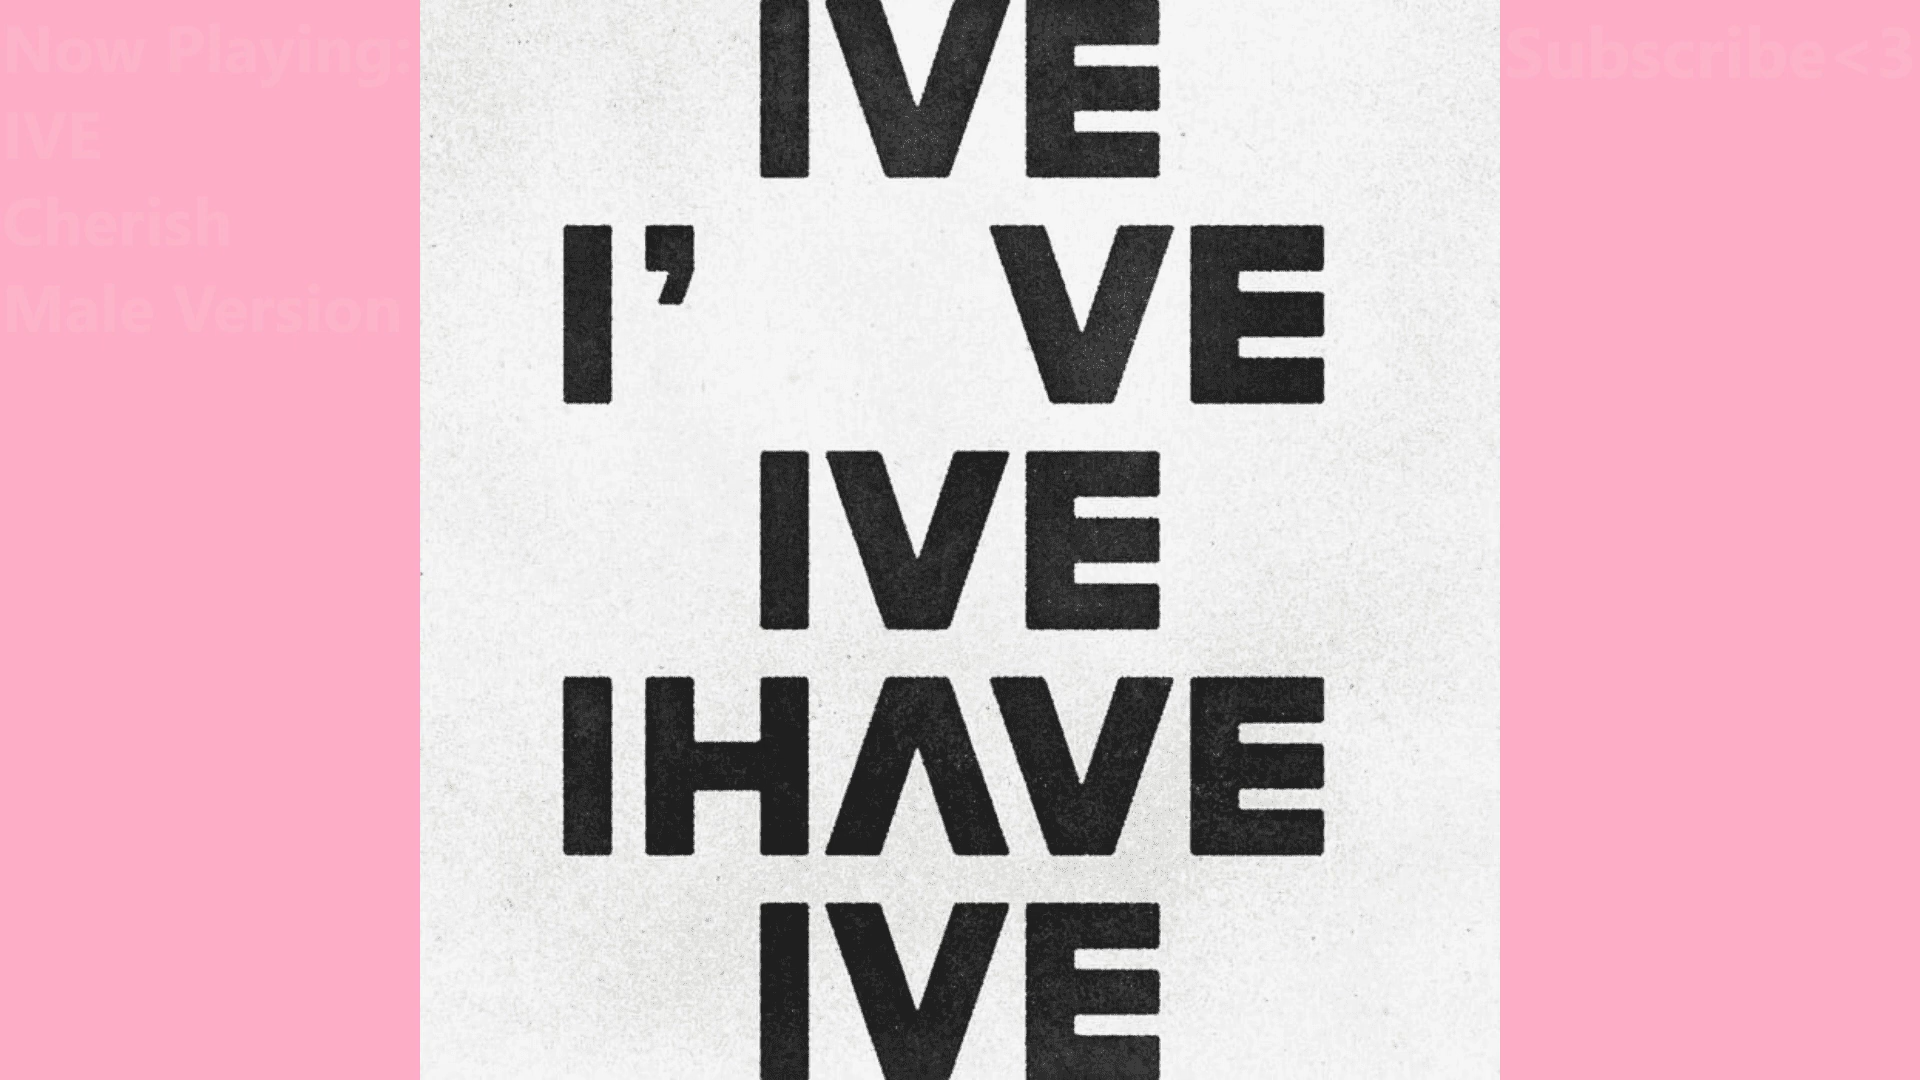 Now Playing:
IVE
Cherish
Male Version
IVE
I' VE
IVE
IHAVE
IVE
Subscribe<3